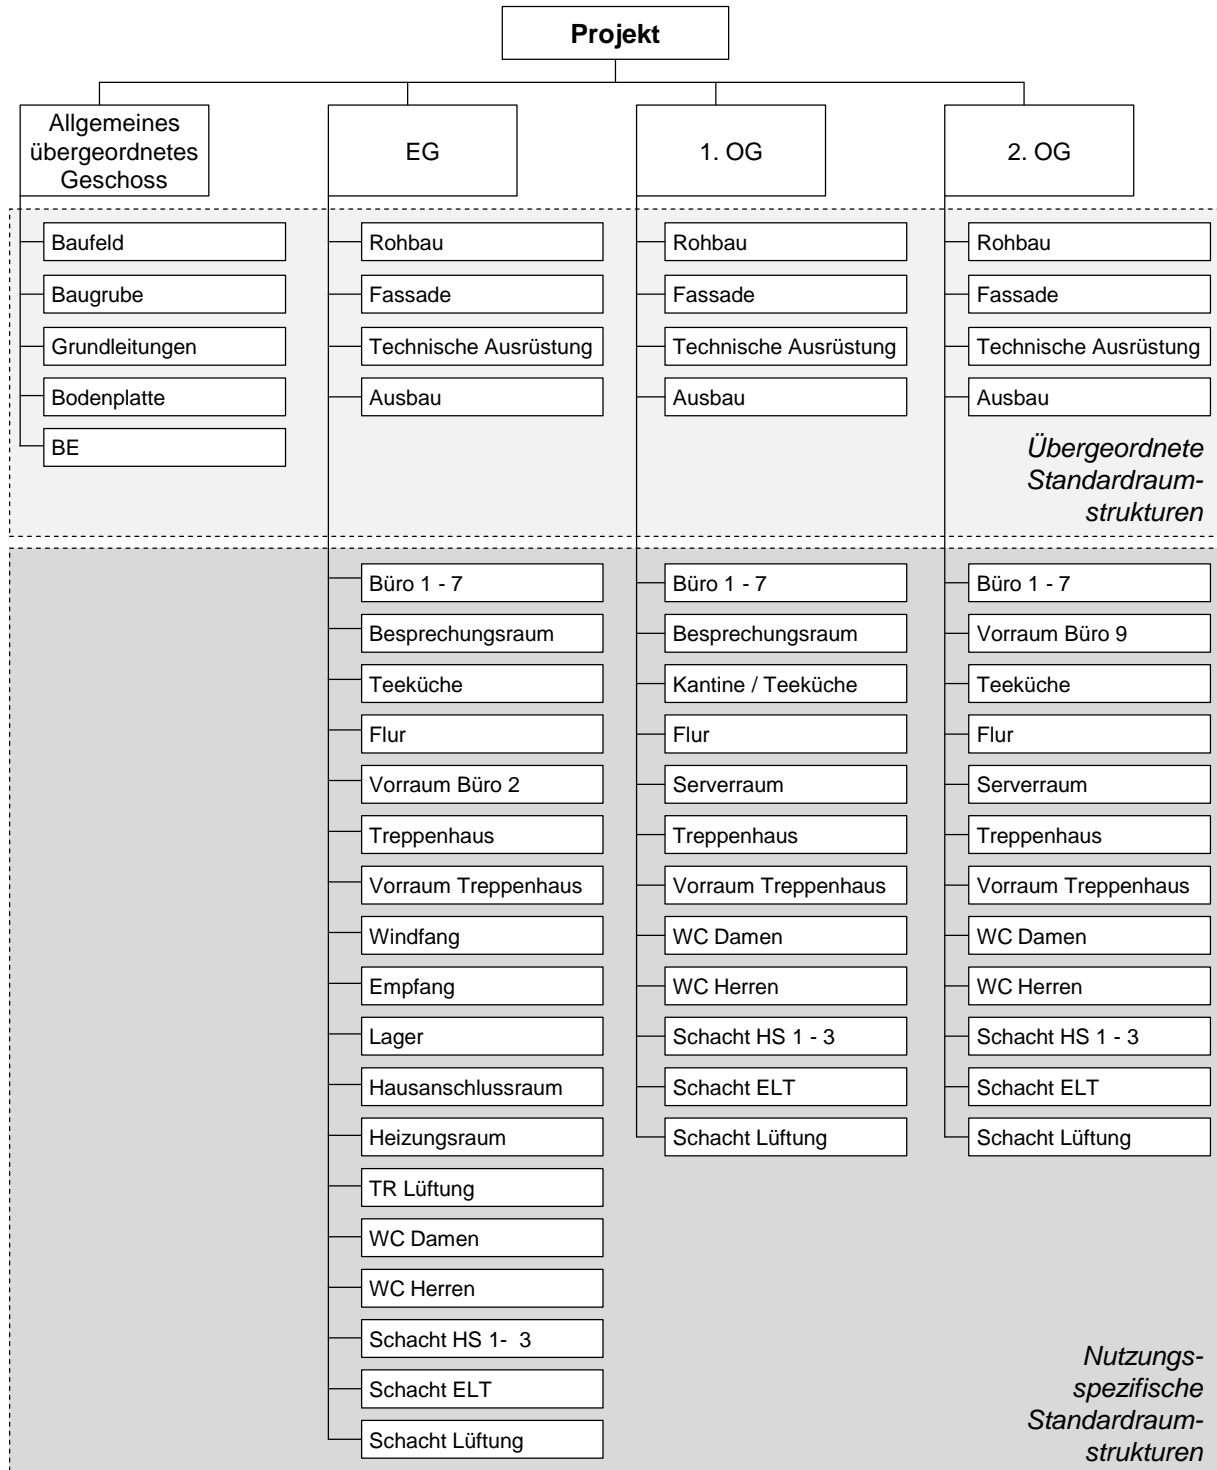 Projekt
Allgemeines
übergeordnetes
Geschoss
EG
1. OG
2. OG
Baufeld
Baugrube
Grundleitungen
Bodenplatte
BE
Rohbau
Fassade
Technische Ausrüstung
Ausbau
Rohbau
Fassade
Technische Ausrüstung
Ausbau
Rohbau
Fassade
Technische Ausrüstung
Ausbau
Übergeordnete
Standardraum-
strukturen
Büro 1 - 7
Besprechungsraum
Teeküche
Flur
Vorraum Büro 2
Treppenhaus
Vorraum Treppenhaus
Windfang
Empfang
Lager
Hausanschlussraum
Heizungsraum
TR Lüftung
WC Damen
WC Herren
Schacht HS 1-  3
Schacht ELT
Schacht Lüftung
Büro 1 - 7
Besprechungsraum
Kantine / Teeküche
Flur
Serverraum
Treppenhaus
Vorraum Treppenhaus
WC Damen
WC Herren
Schacht HS 1 - 3
Schacht ELT
Schacht Lüftung
Büro 1 - 7
Vorraum Büro 9
Teeküche
Flur
Serverraum
Treppenhaus
Vorraum Treppenhaus
WC Damen
WC Herren
Schacht HS 1 - 3
Schacht ELT
Schacht Lüftung
Nutzungs-
spezifische
Standardraum-
strukturen